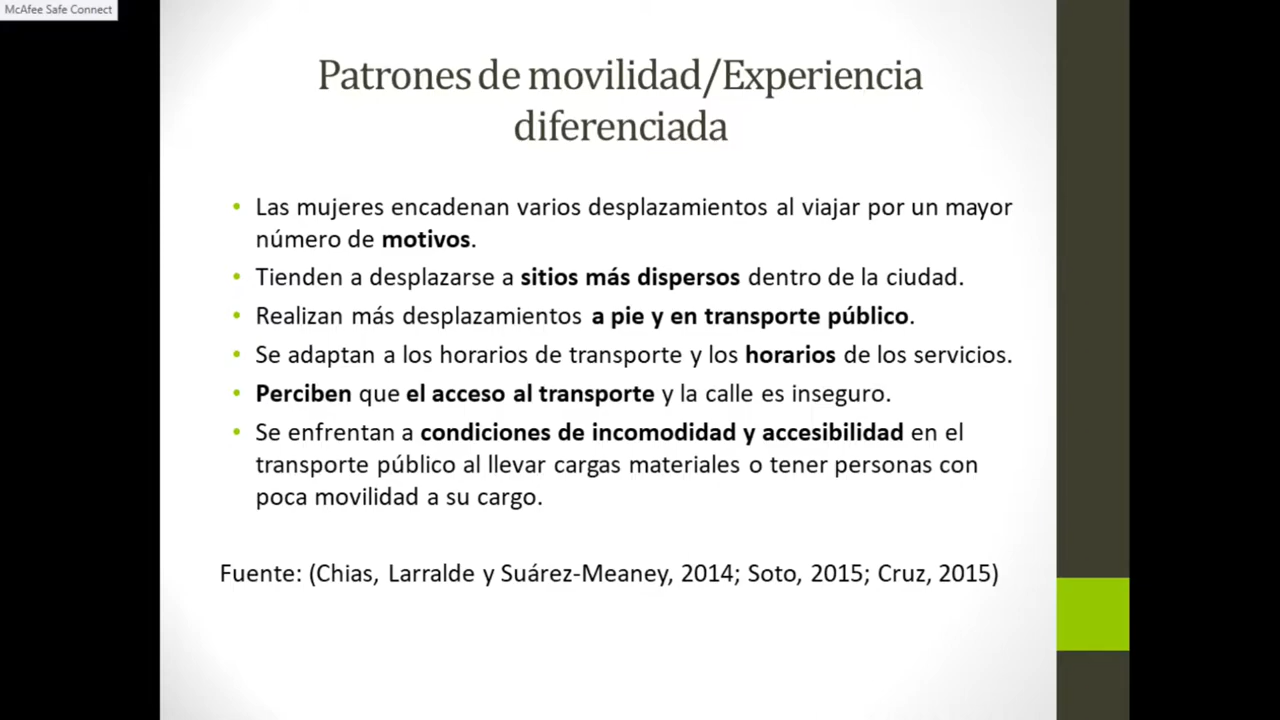 McAfee Safe Connect
Patrones de movilidad/Experiencia
diferenciada
• Las mujeres encadenan varios desplazamientos al viajar por un mayor
número de motivos.
• Tienden a desplazarse a sitios más dispersos dentro de la ciudad.
• Realizan más desplazamientos a pie y en transporte público.
• Se adaptan a los horarios de transporte y los horarios de los servicios.
• Perciben que el acceso al transporte y la calle es inseguro.
• Se enfrentan a condiciones de incomodidad y accesibilidad en el
transporte público al llevar cargas materiales o tener personas con
poca movilidad a su cargo.
Fuente: (Chias, Larralde y Suárez-Meaney, 2014; Soto, 2015; Cruz, 2015)